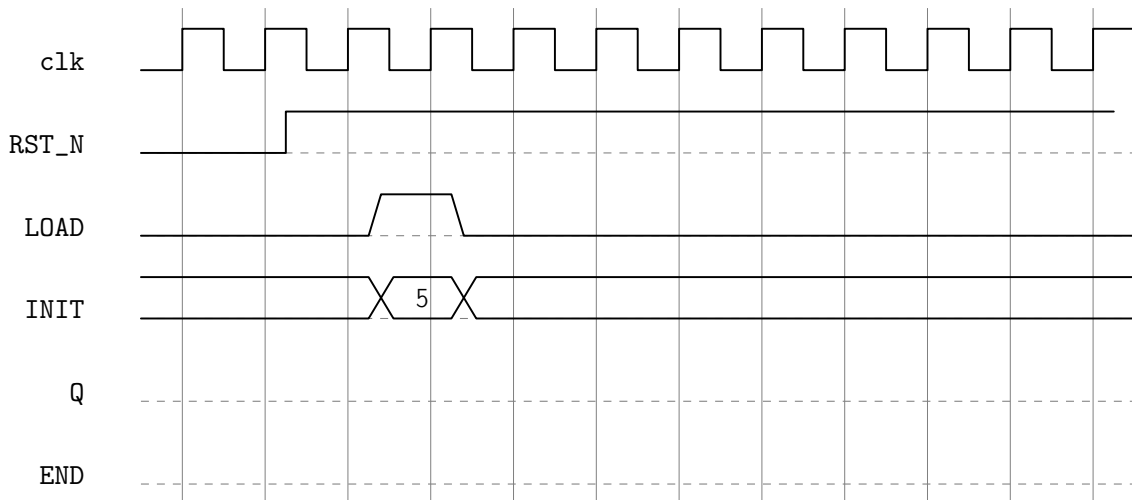 clk
RST_N
LOAD
INIT
5
Q
END